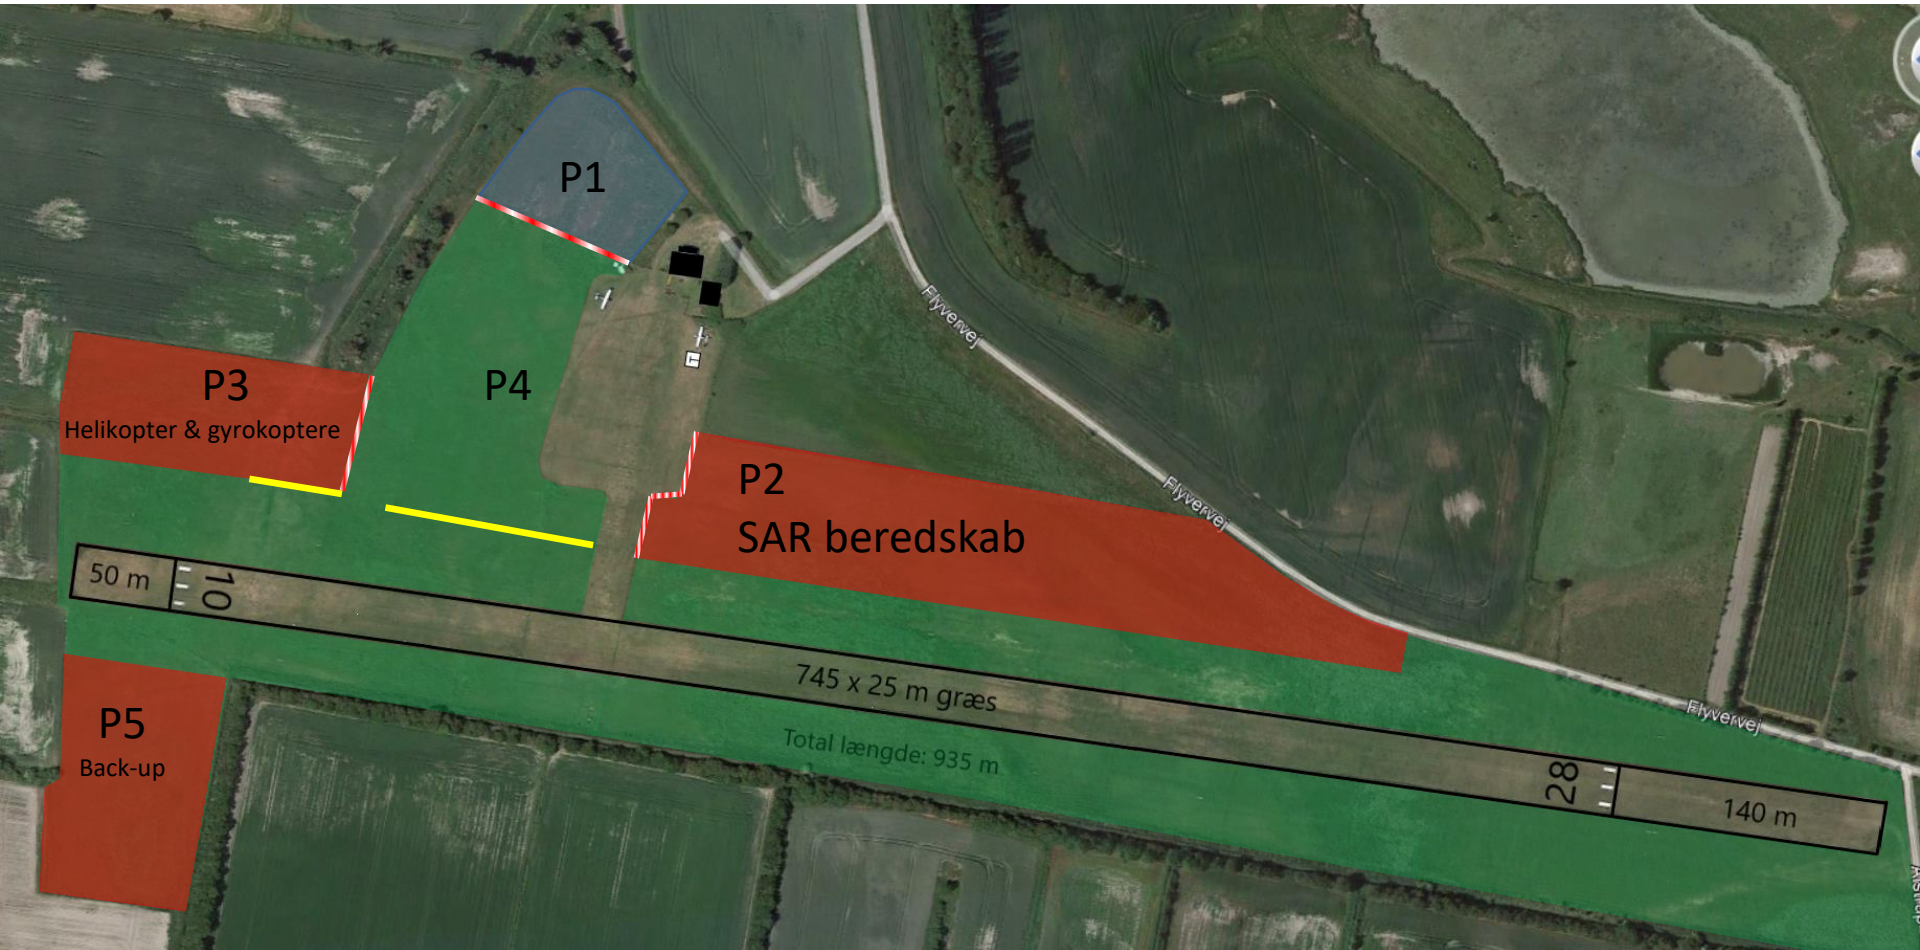 P1
Flyvervej
P3
Helikopter & gyrokoptere
P4
P2
SAR beredskab
Flyvervej
50 m
10
745 x 25 m græs
Total længde: 935 m
Flyvervej
28
140 m
P5
Back-up